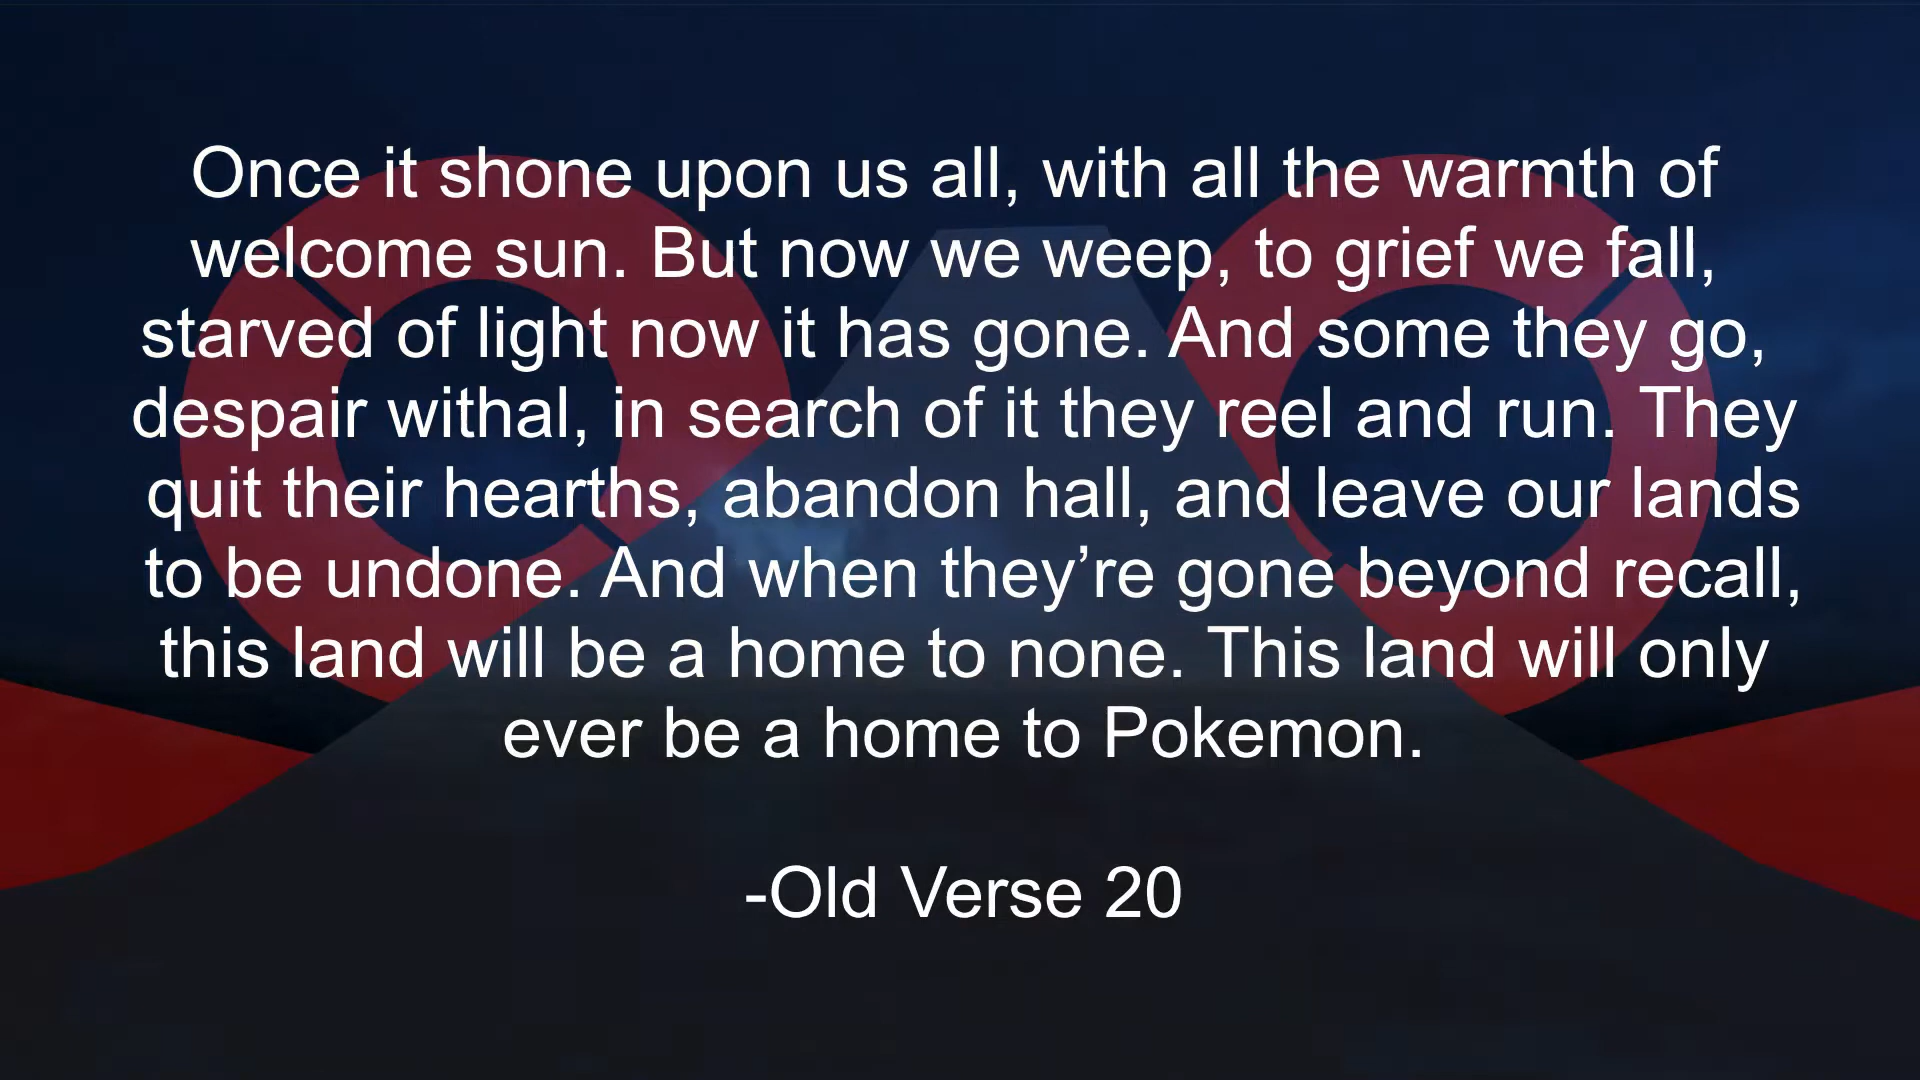 Once it shone upon us all, with all the warmth of
welcome sun. But now we weep, to grief we fall,
starved of light now it has gone. And some they go,
despair withal, in search of it they reel and run. They
quit their hearths, abandon hall, and leave our lands
to be undone. And when they’re gone beyond recall,
this land will be a home to none. This land will only
ever be a home to Pokemon.
-Old Verse 20